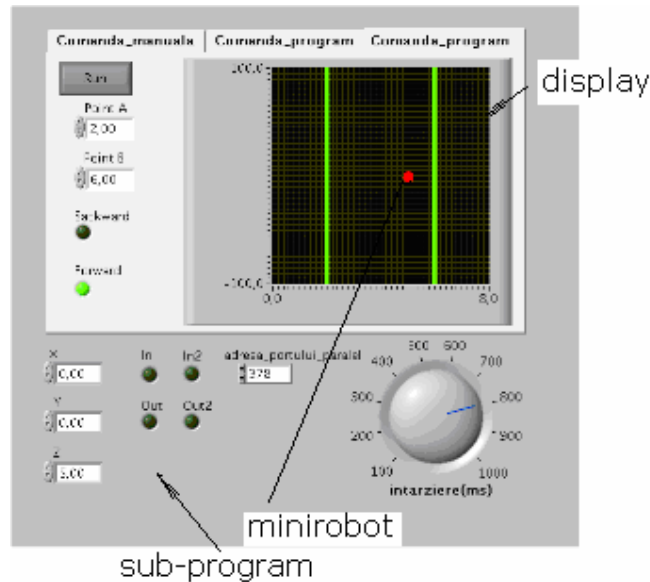 Comanda_manuala Comanda_program Comanda_program
Run
Point A
2,00
Point B
6,00
Backward
Forward
100,0
-100,0
0,0 8,0
display
X
0,00
Y
0,00
Z
In In2
Out Out2
adresa_portului_paralel
378
100 200 300 400 500 600 700 800 900 1000
intarziere(ms)
minirobot
sub-program